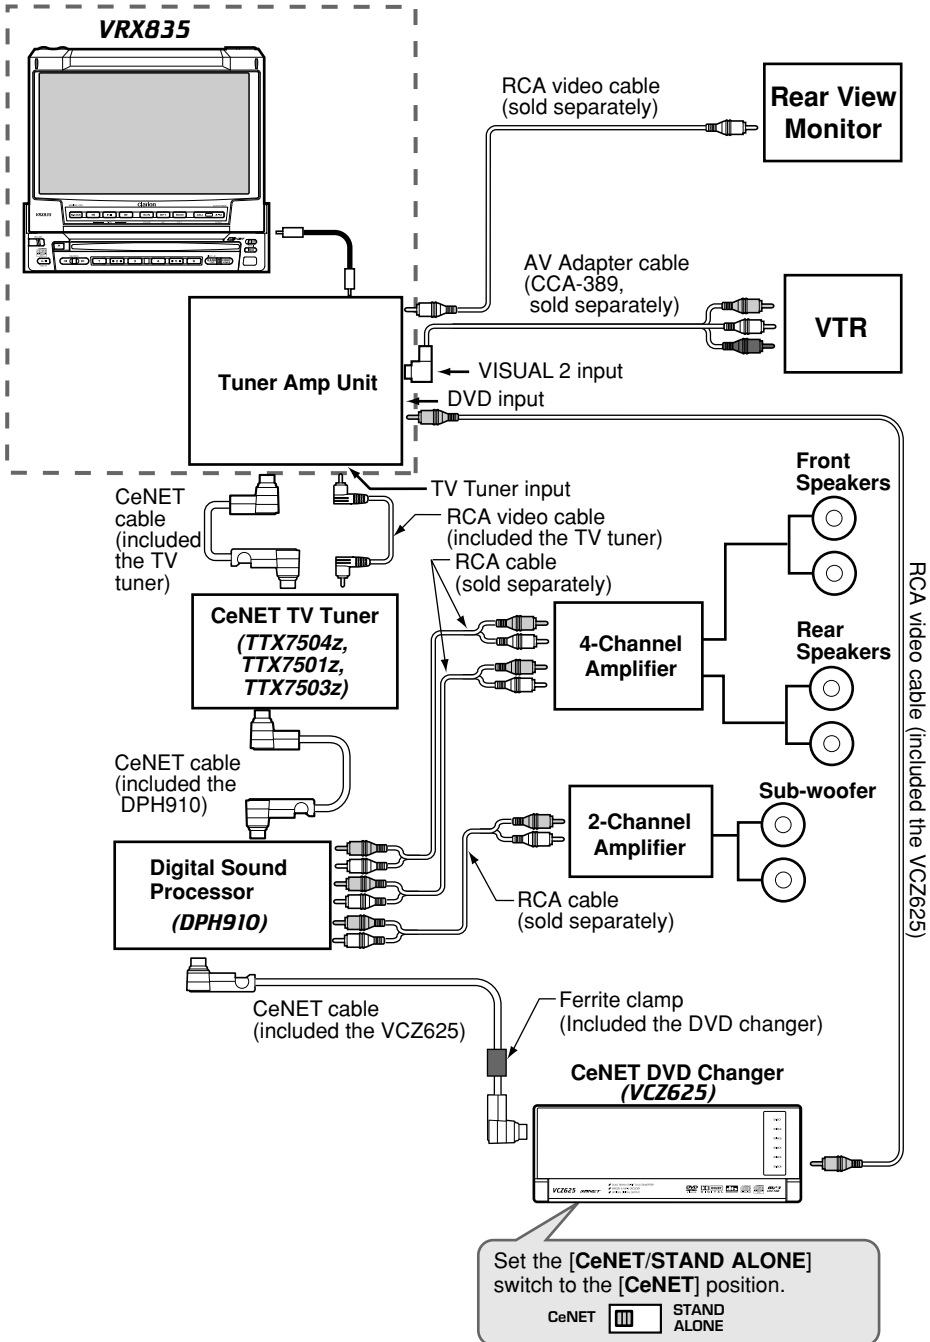 VRX835
RCA video cable
(sold separately)
Rear View
Monitor
clarion
VRX835
AV Adapter cable
(CCA-389,
sold separately)
VTR
Tuner Amp Unit
VISUAL 2 input
DVD input
Front
Speakers
CeNET
cable
(included
the TV
tuner)
TV Tuner input
RCA video cable
(included the TV tuner)
RCA cable
(sold separately)
RCA video cable (included the VCZ625)
CeNET TV Tuner
(TTX7504z,
TTX7501z,
TTX7503z)
4-Channel
Amplifier
Rear
Speakers
CeNET cable
(included the
DPH910)
Sub-woofer
2-Channel
Amplifier
Digital Sound
Processor
(DPH910)
RCA cable
(sold separately)
CeNET cable
(included the VCZ625)
Ferrite clamp
(Included the DVD changer)
CeNET DVD Changer
(VCZ625)
VCZ625
Set the [CeNET/STAND ALONE]
switch to the [CeNET] position.
CeNET
STAND
ALONE